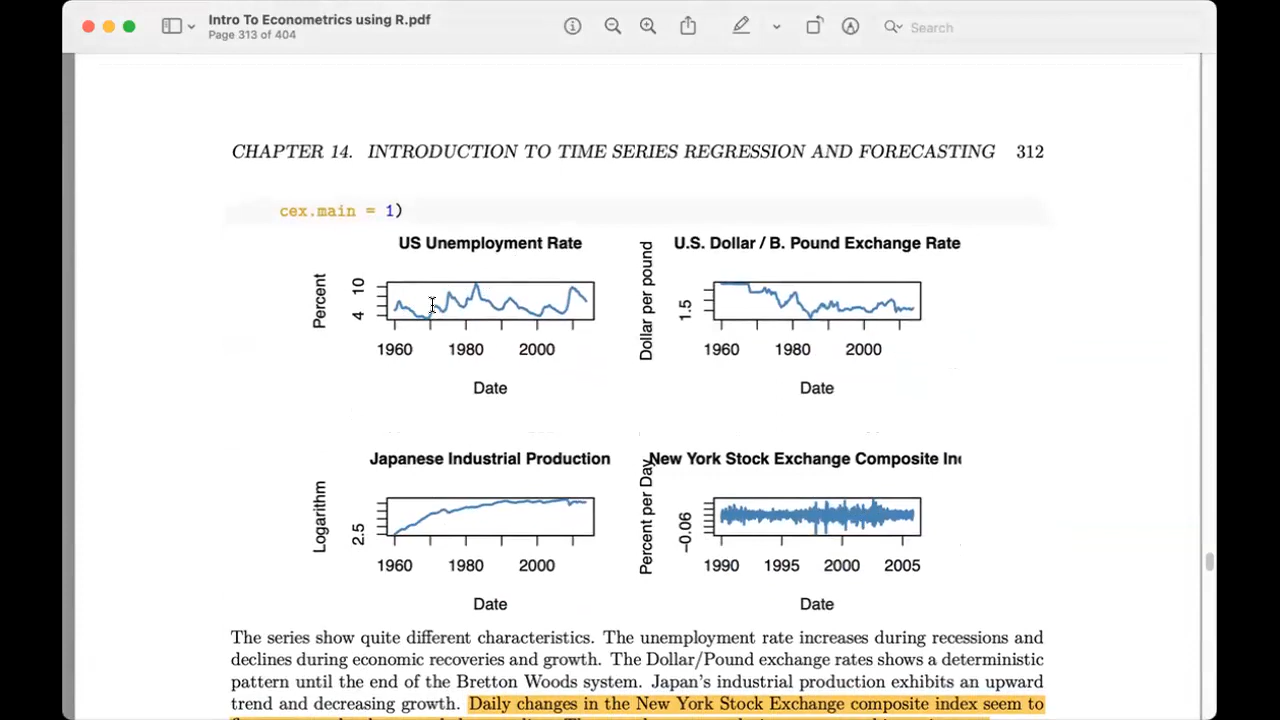 Intro To Econometrics using R.pdf
Page 313 of 404
Search
CHAPTER 14. INTRODUCTION TO TIME SERIES REGRESSION AND FORECASTING 312
cex.main = 1)
US Unemployment Rate
Percent
10
4
1960 1980 2000
Date
U.S. Dollar / B. Pound Exchange Rate
Dollar per pound
1.5
1960 1980 2000
Date
Japanese Industrial Production
Logarithm
2.5
1960 1980 2000
Date
New York Stock Exchange Composite In
Percent per Day
−0.06
1990 1995 2000 2005
Date
The series show quite different characteristics. The unemployment rate increases during recessions and
declines during economic recoveries and growth. The Dollar/Pound exchange rates shows a deterministic
pattern until the end of the Bretton Woods system. Japan's industrial production exhibits an upward
trend and decreasing growth. Daily changes in the New York Stock Exchange composite index seem to